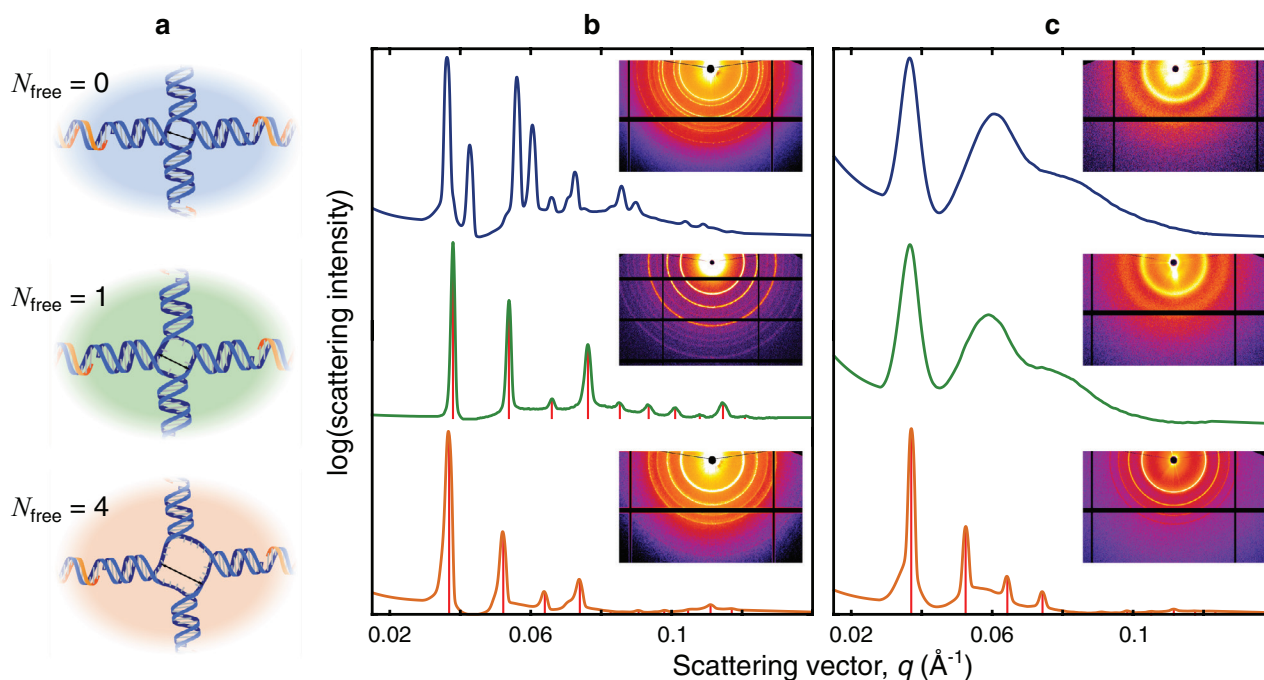 a
b
c
N_free = 0
N_free = 1
N_free = 4
log(scattering intensity)
0.02 0.06 0.1
0.02 0.06 0.1
Scattering vector, q (Å⁻¹)